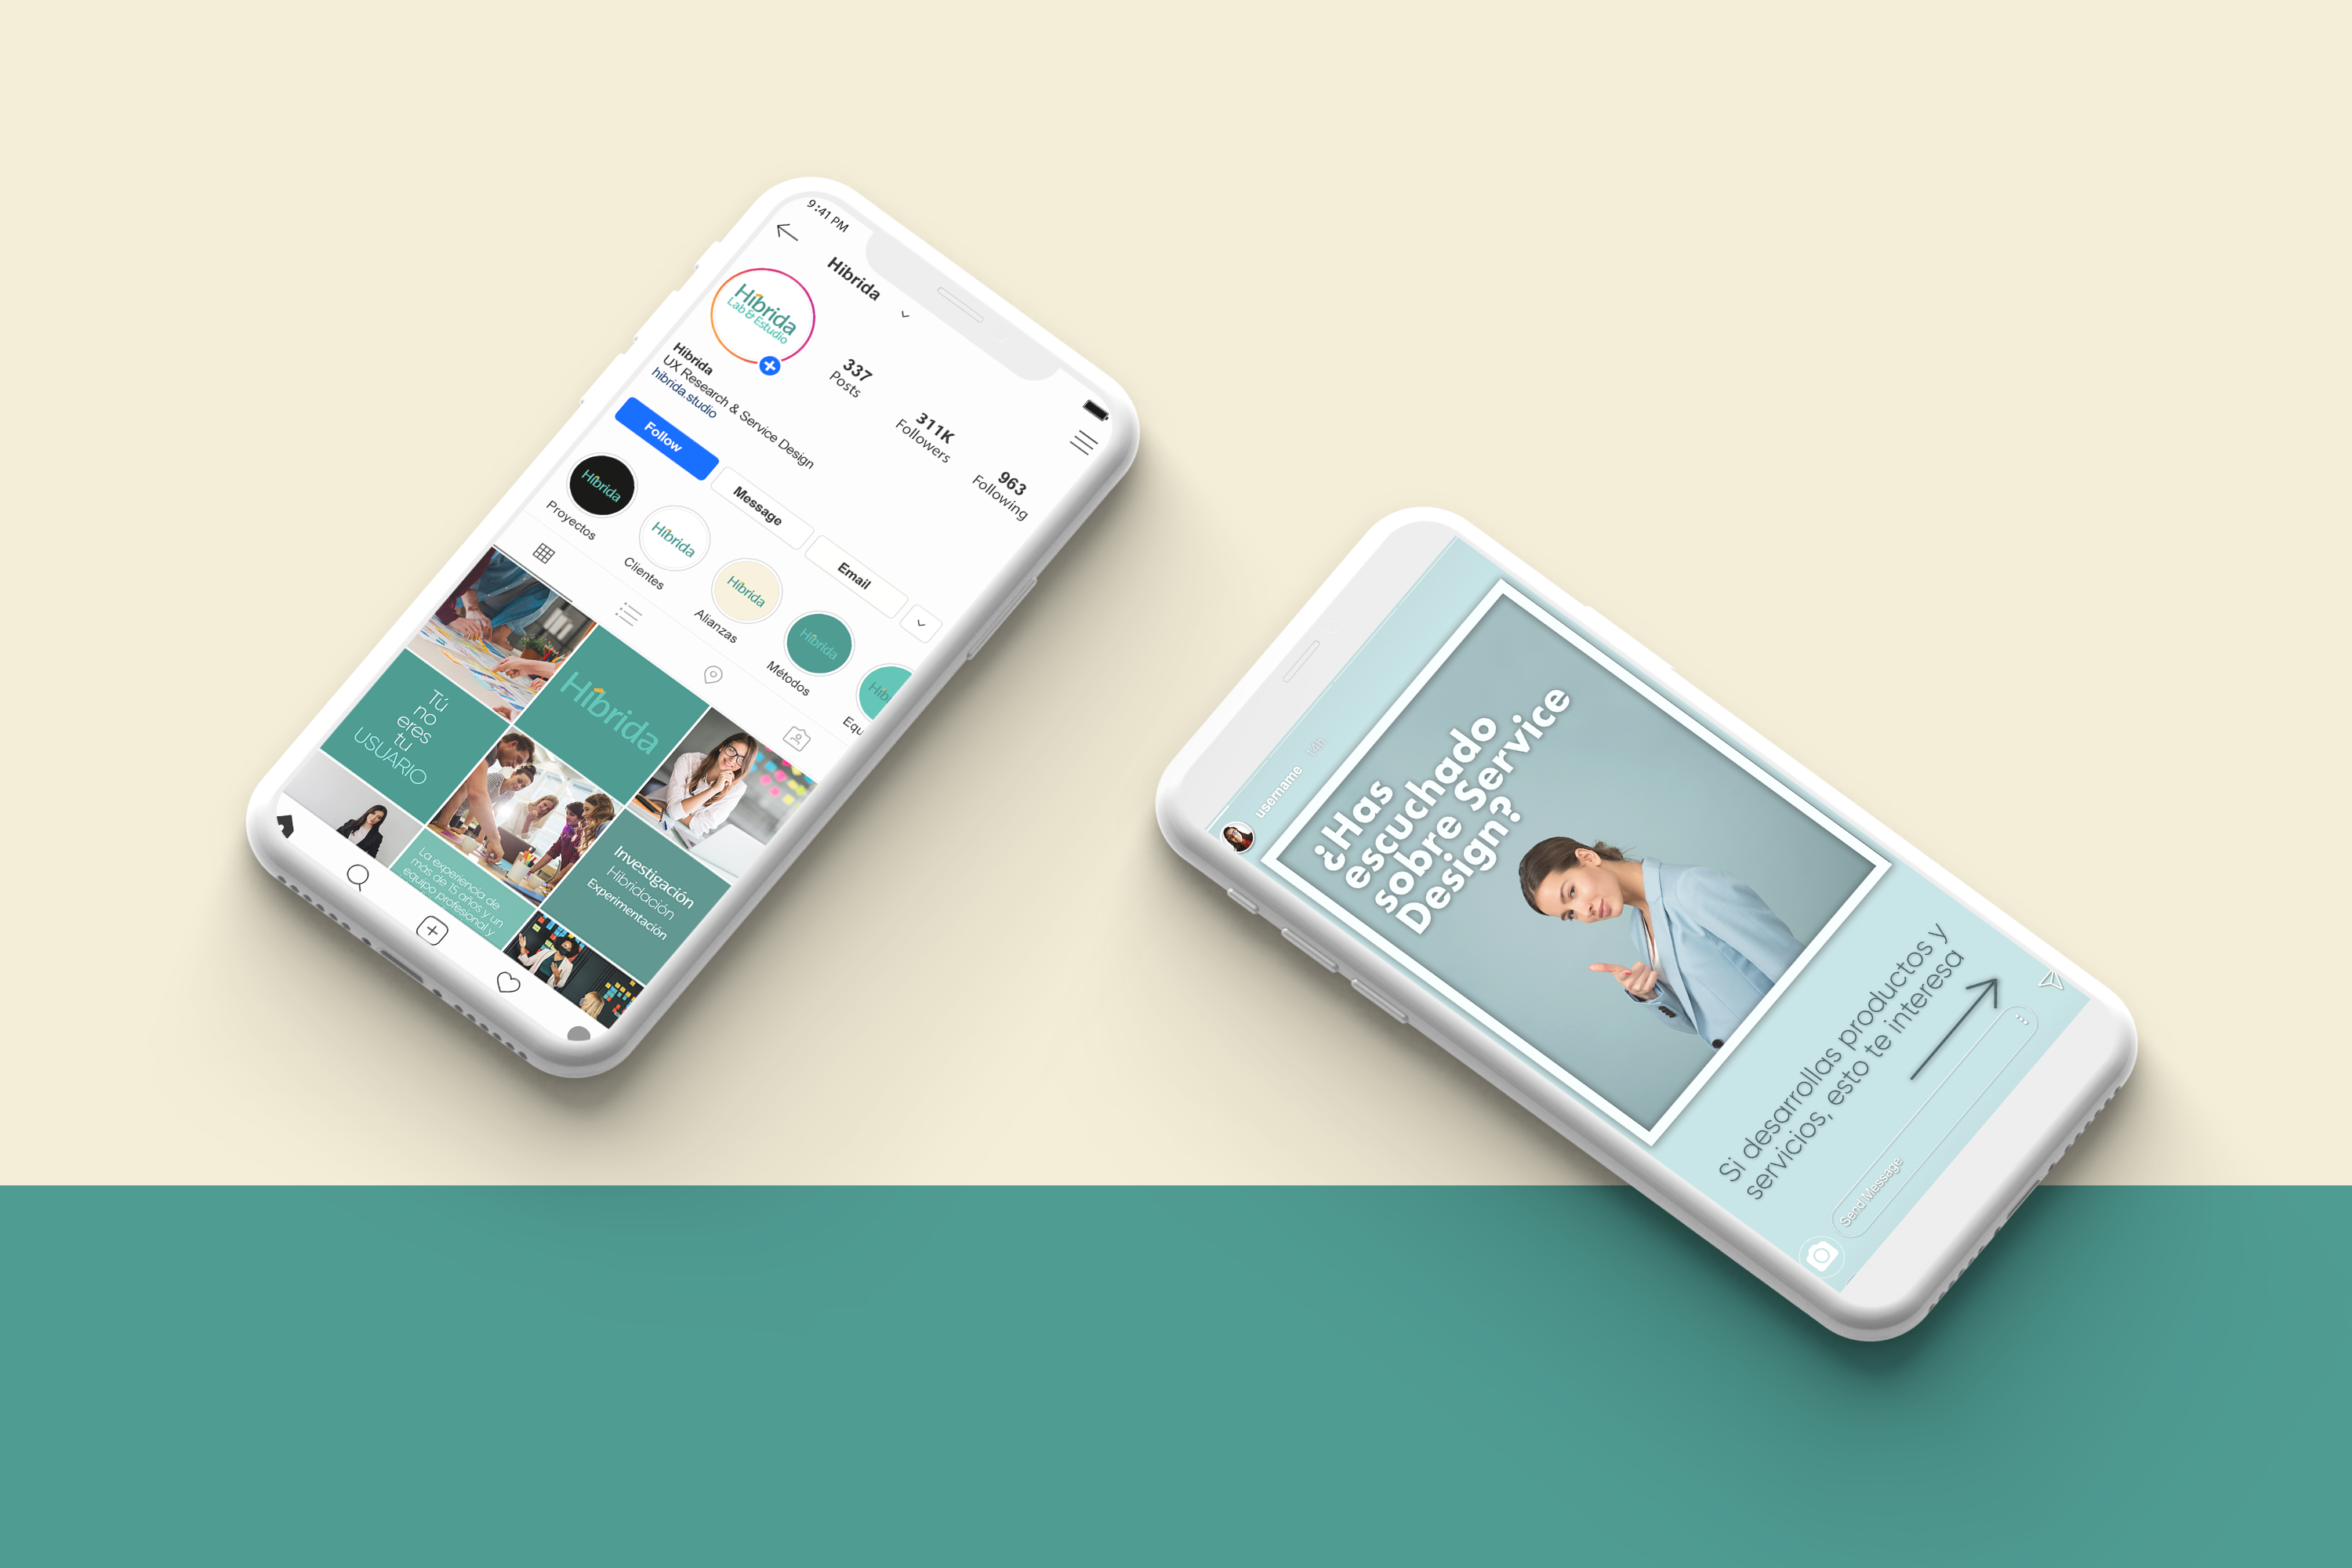 9:41 PM
Hibrida
Híbrida
Lab & Estudio
337
Posts
311K
Followers
963
Following
Hibrida
UX Research & Service Design
hibrida.studio
Follow
Message
Email
Híbrida
Híbrida
Híbrida
Híbrida
Híb
Proyectos
Clientes
Alianzas
Métodos
Equ
Híbrida
Tú
no
eres
tu
USUARIO
Investigación
Hibridación
Experimentación
La experiencia de
más de 15 años y un
equipo profesional y
username 14h
¿Has
escuchado
sobre Service
Design?
Si desarrollas productos y
servicios, esto te interesa
Send Message